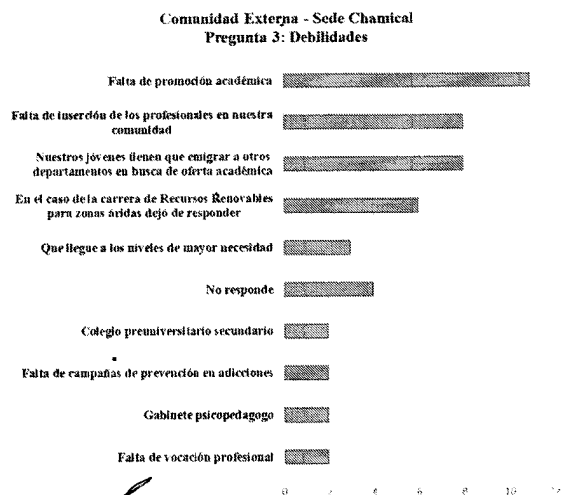 Comunidad Externa - Sede Chamical
Pregunta 3: Debilidades
Falta de promoción académica
Falta de inserción de los profesionales en nuestra
comunidad
Nuestros jóvenes tienen que emigrar a otros
departamentos en busca de oferta académica
En el caso de la carrera de Recursos Renovables
para zonas áridas dejó de responder
Que llegue a los niveles de mayor necesidad
No responde
Colegio preuniversitario secundario
Falta de campañas de prevención en adicciones
Gabinete psicopedagogo
Falta de vocación profesional
0 2 4 6 8 10 12